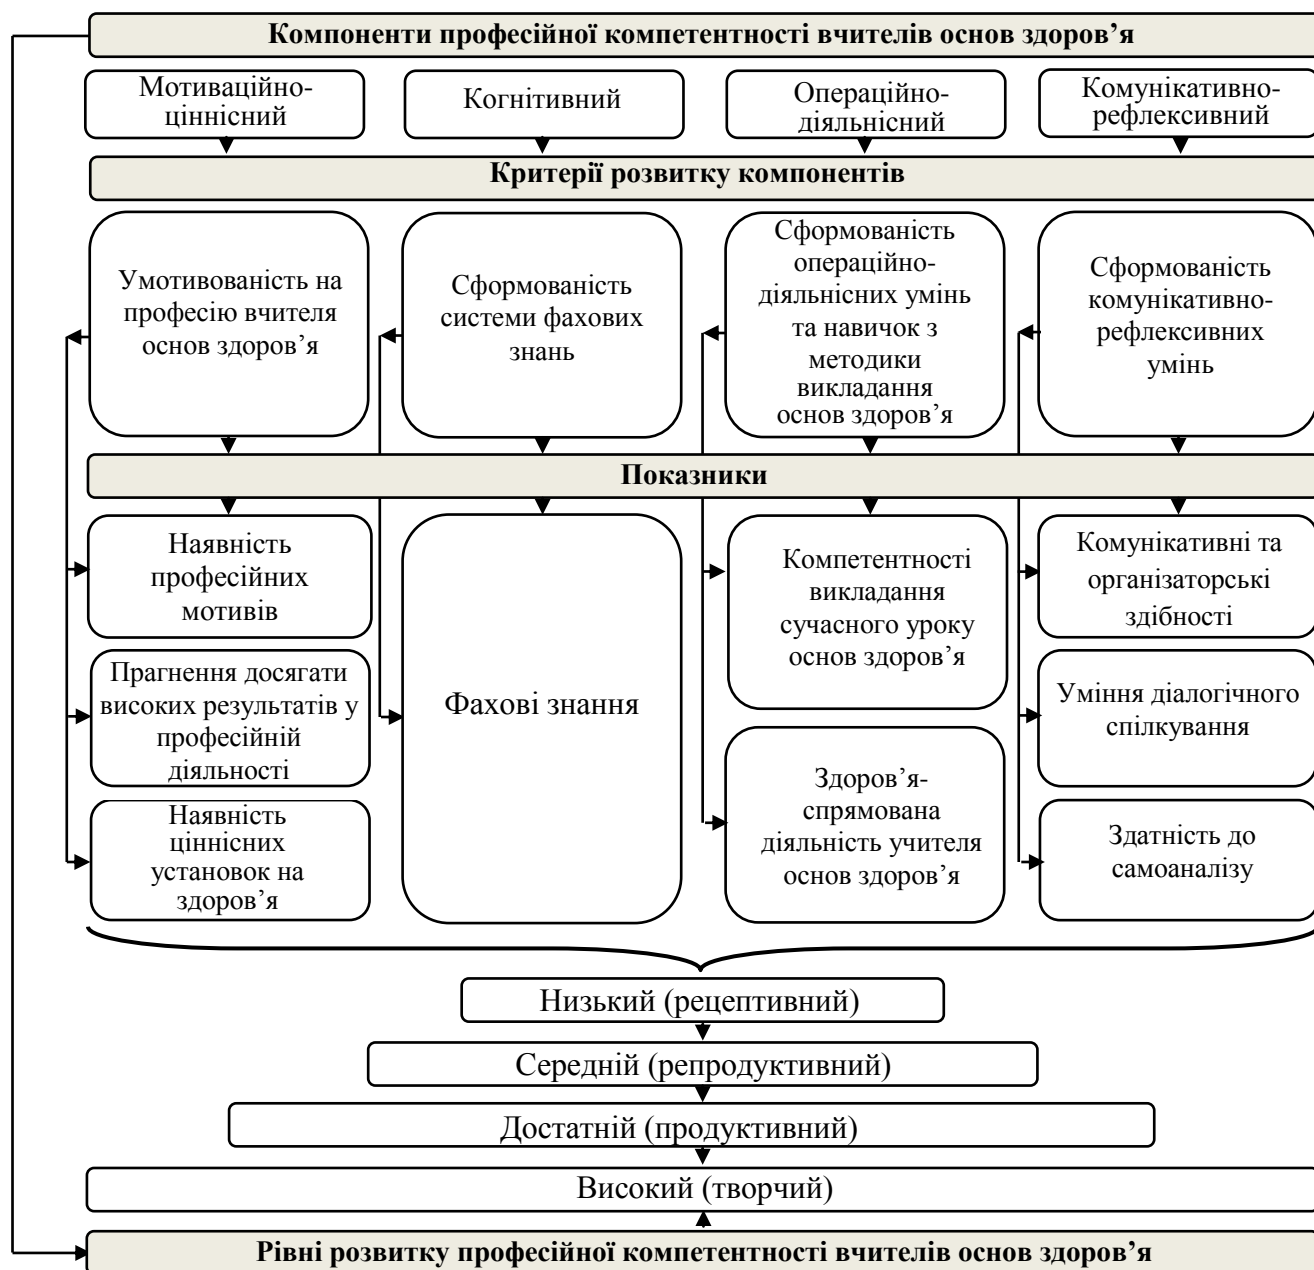 Компоненти професійної компетентності вчителів основ здоров’я
Мотиваційно-
ціннісний
Когнітивний
Операційно-
діяльнісний
Комунікативно-
рефлексивний
Критерії розвитку компонентів
Умотивованість на
професію вчителя
основ здоров’я
Сформованість
системи фахових
знань
Сформованість
операційно-
діяльнісних умінь
та навичок з
методики
викладання
основ здоров’я
Сформованість
комунікативно-
рефлексивних
умінь
Показники
Наявність
професійних
мотивів
Прагнення досягати
високих результатів у
професійній
діяльності
Наявність
ціннісних
установок на
здоров’я
Фахові знання
Компетентності
викладання
сучасного уроку
основ здоров’я
Здоров’я-
спрямована
діяльність учителя
основ здоров’я
Комунікативні та
організаторські
здібності
Уміння діалогічного
спілкування
Здатність до
самоаналізу
Низький (рецептивний)
Середній (репродуктивний)
Достатній (продуктивний)
Високий (творчий)
Рівні розвитку професійної компетентності вчителів основ здоров’я